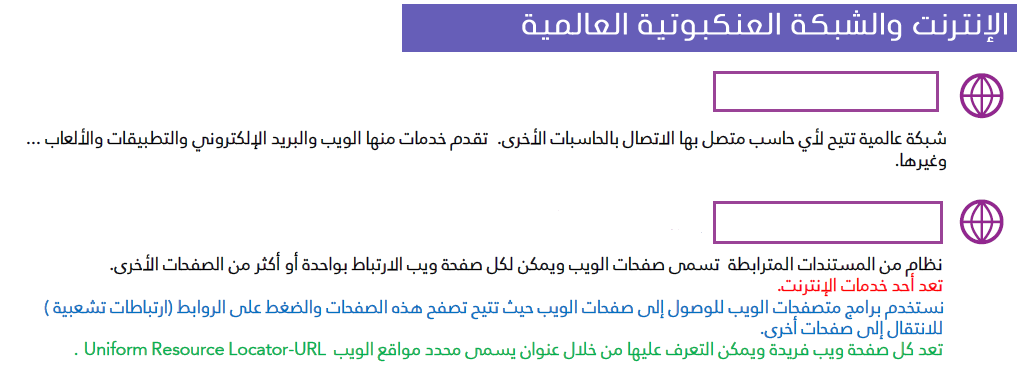 الإنترنت والشبكة العنكبوتية العالمية
شبكة عالمية تتيح لأي حاسب متصل بها الاتصال بالحاسبات الأخرى. تقدم خدمات منها الويب والبريد الإلكتروني والتطبيقات والألعاب ...
وغيرها.
نظام من المستندات المترابطة تسمى صفحات الويب ويمكن لكل صفحة ويب الارتباط بواحدة أو أكثر من الصفحات الأخرى.
تعد أحد خدمات الإنترنت.
نستخدم برامج متصفحات الويب للوصول إلى صفحات الويب حيث تتيح تصفح هذه الصفحات والضغط على الروابط (ارتباطات تشعبية )
للانتقال إلى صفحات أخرى.
تعد كل صفحة ويب فريدة ويمكن التعرف عليها من خلال عنوان يسمى محدد مواقع الويب Uniform Resource Locator-URL .